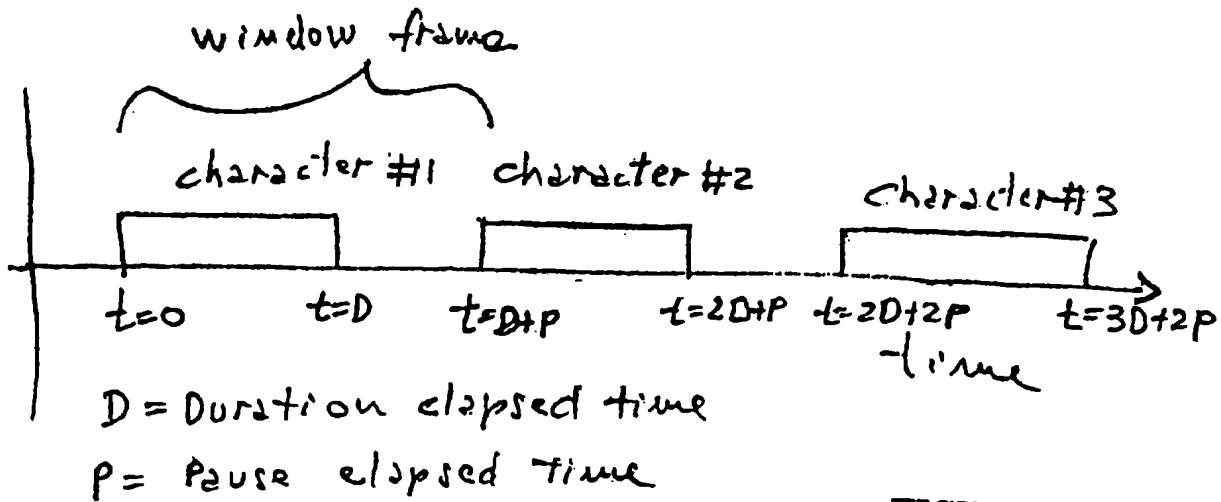 window frame
character #1 character #2 character #3
t=0 t=D t=D+P t=2D+P t=2D+2P t=3D+2P
time
D = Duration elapsed time
P = Pause elapsed time